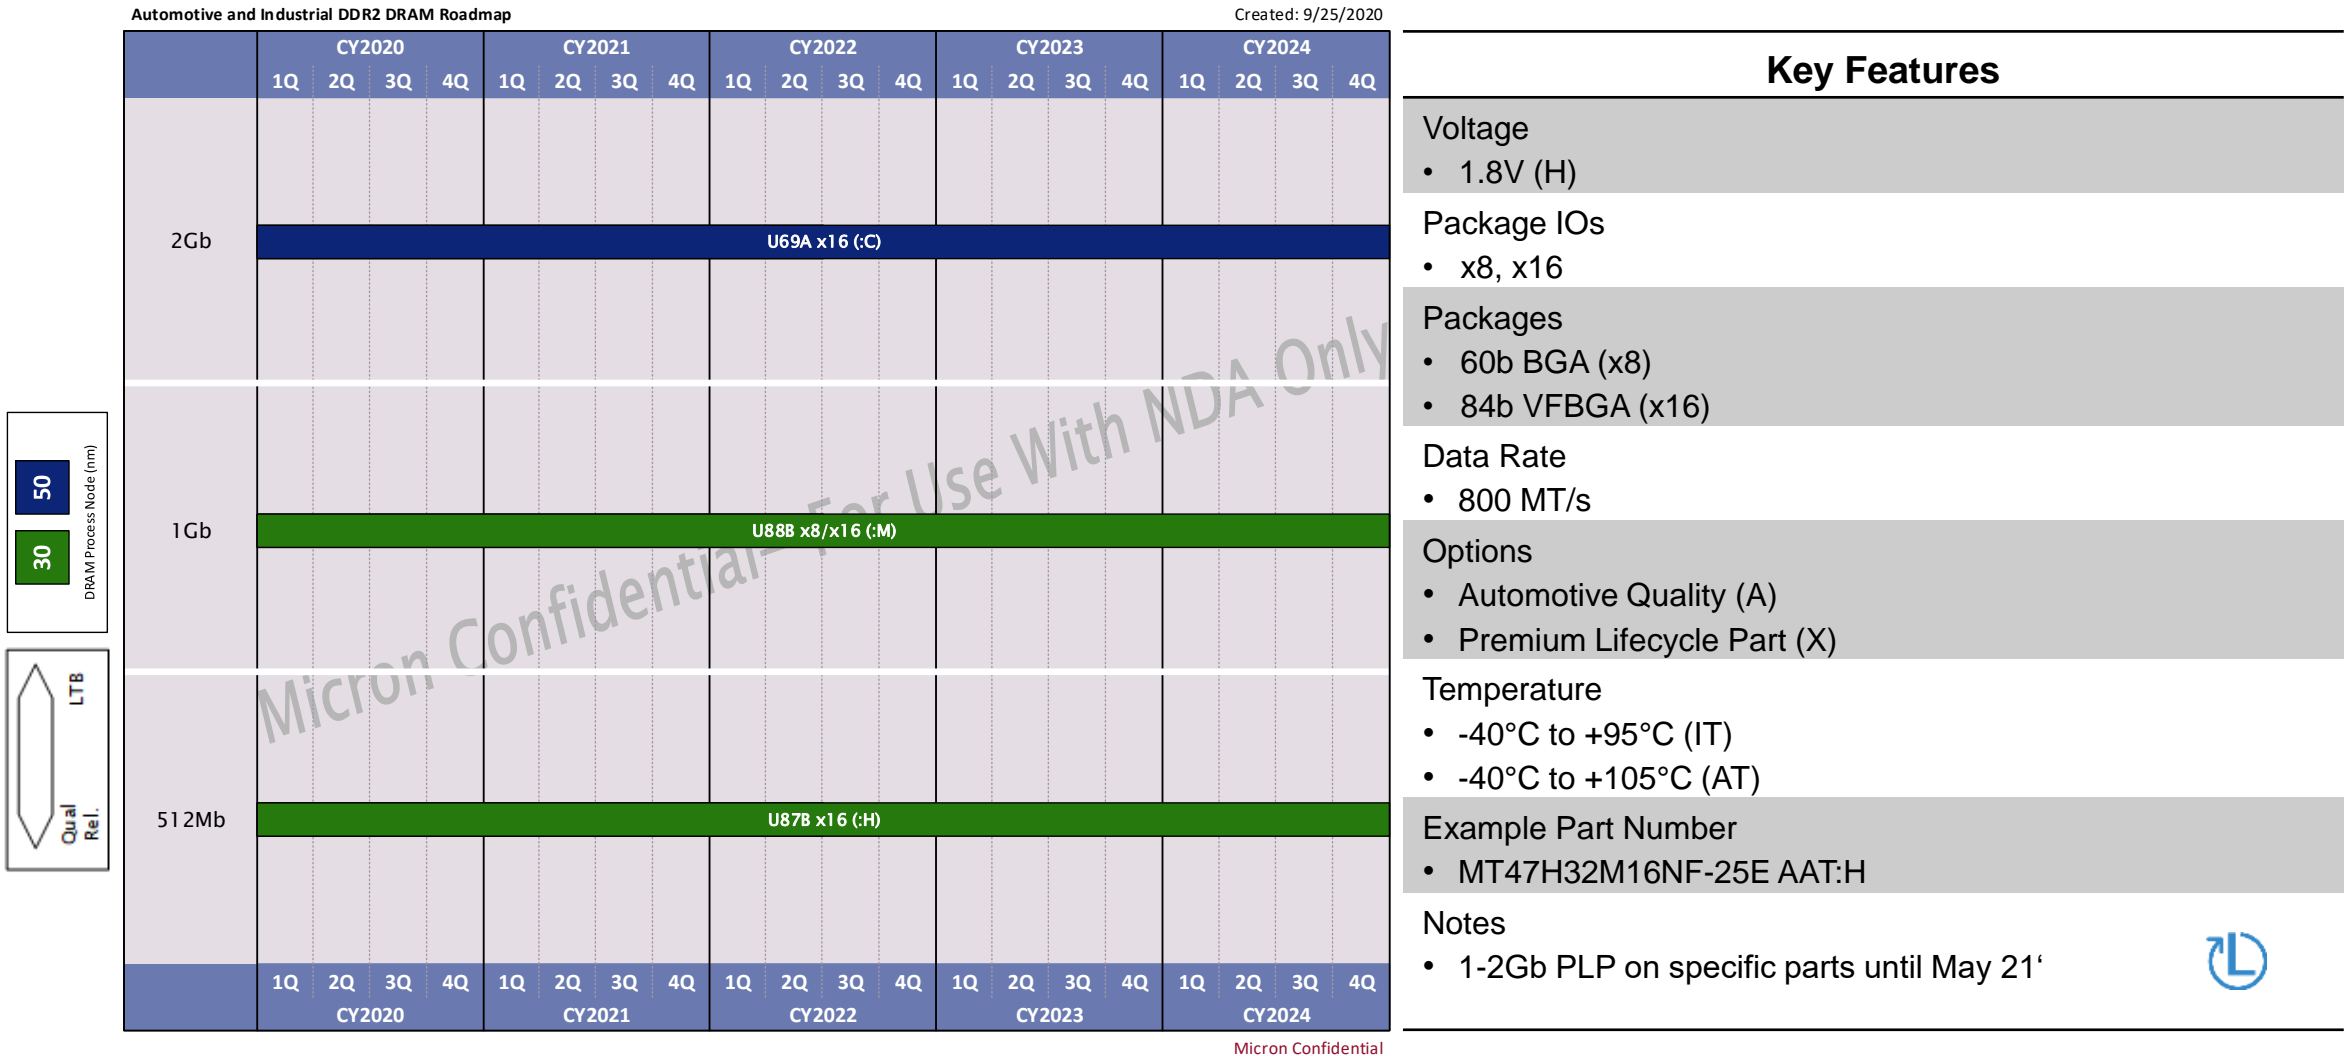 Automotive and Industrial DDR2 DRAM Roadmap
Created: 9/25/2020
CY2020 CY2021 CY2022 CY2023 CY2024
1Q 2Q 3Q 4Q 1Q 2Q 3Q 4Q 1Q 2Q 3Q 4Q 1Q 2Q 3Q 4Q 1Q 2Q 3Q 4Q
2Gb
U69A x16 (:C)
1Gb
U88B x8/x16 (:M)
512Mb
U87B x16 (:H)
1Q 2Q 3Q 4Q 1Q 2Q 3Q 4Q 1Q 2Q 3Q 4Q 1Q 2Q 3Q 4Q 1Q 2Q 3Q 4Q
CY2020 CY2021 CY2022 CY2023 CY2024
Micron Confidential– For Use With NDA Only
Micron Confidential
50
30
DRAM Process Node (nm)
LTB
Qual
Rel.
Key Features
Voltage
• 1.8V (H)
Package IOs
• x8, x16
Packages
• 60b BGA (x8)
• 84b VFBGA (x16)
Data Rate
• 800 MT/s
Options
• Automotive Quality (A)
• Premium Lifecycle Part (X)
Temperature
• -40°C to +95°C (IT)
• -40°C to +105°C (AT)
Example Part Number
• MT47H32M16NF-25E AAT:H
Notes
• 1-2Gb PLP on specific parts until May 21‘
L